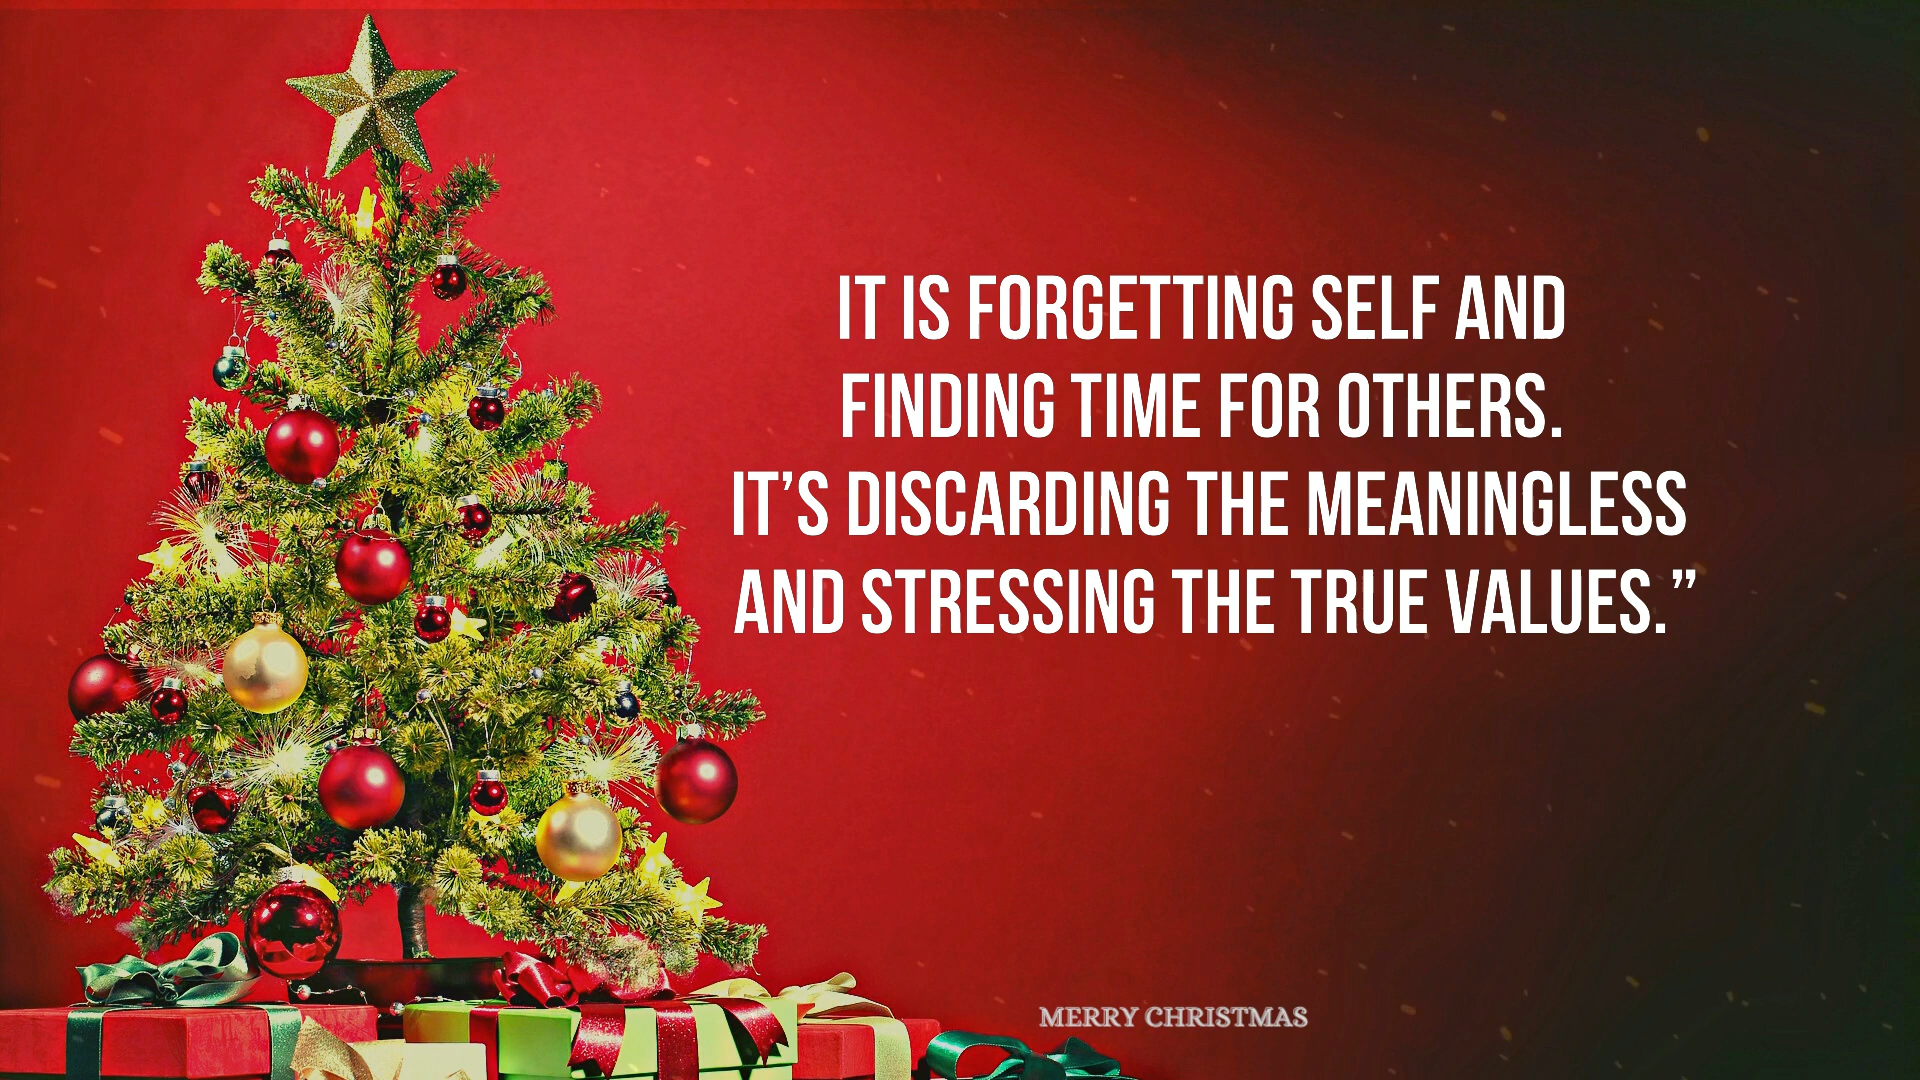 IT IS FORGETTING SELF AND
FINDING TIME FOR OTHERS.
IT’S DISCARDING THE MEANINGLESS
AND STRESSING THE TRUE VALUES.”
MERRY CHRISTMAS